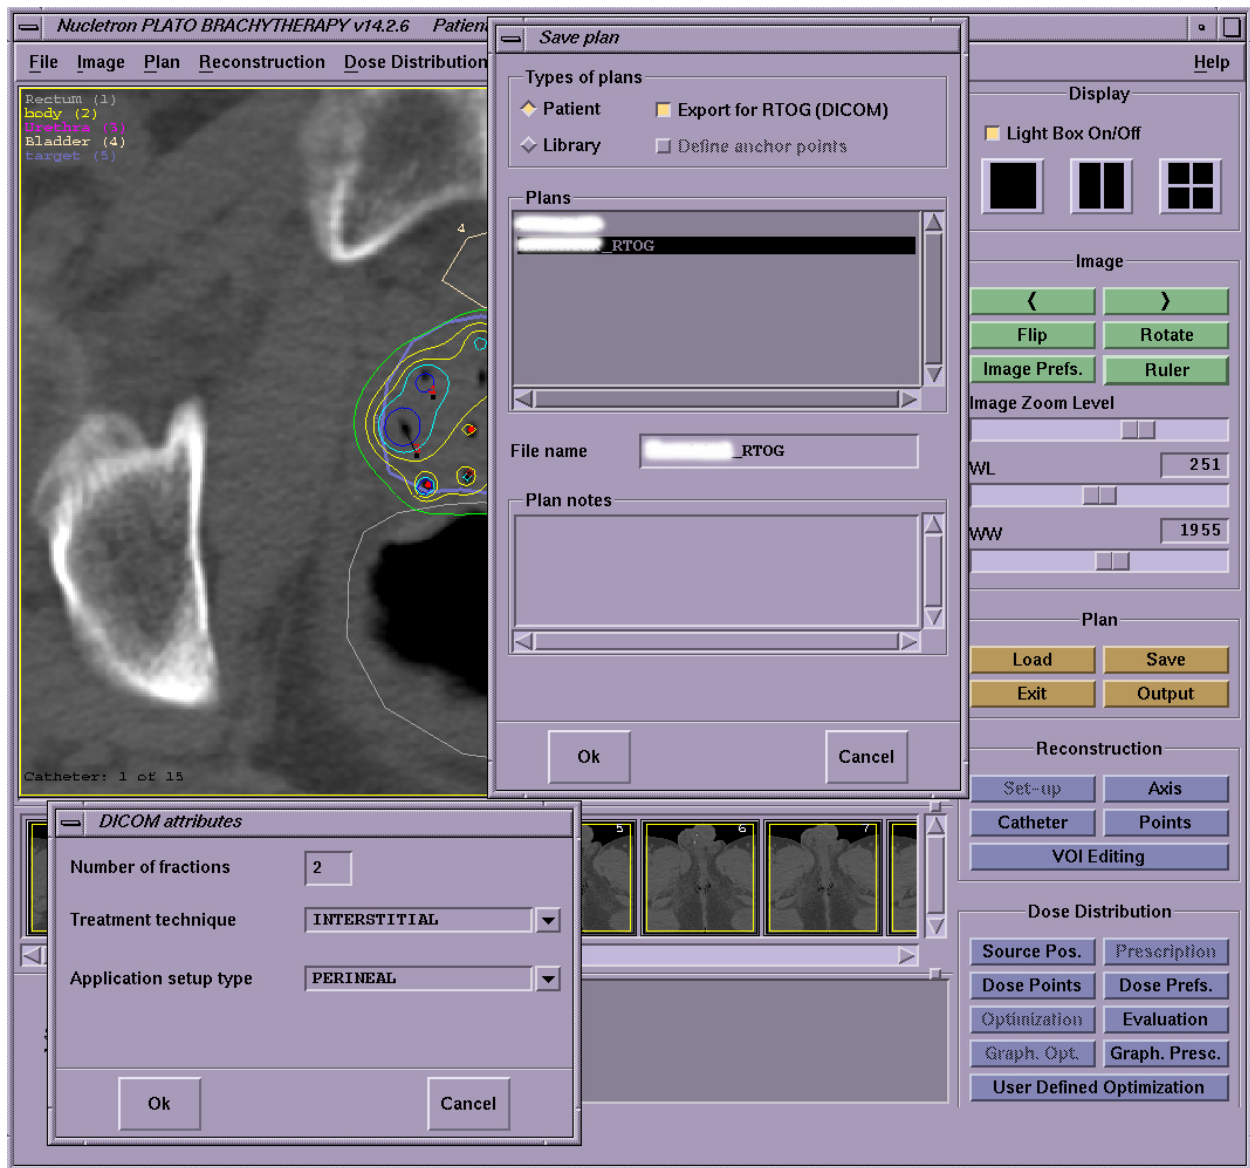 Nucletron PLATO BRACHYTHERAPY v14.2.6 Patien
File Image Plan Reconstruction Dose Distribution
Help
Rectum (1)
body (2)
Urethra (3)
Bladder (4)
target (5)
4
Catheter: 1 of 15
Save plan
Types of plans
Patient
Export for RTOG (DICOM)
Library
Define anchor points
Plans
_RTOG
File name
_RTOG
Plan notes
Ok
Cancel
Display
Light Box On/Off
Image
< >
Flip Rotate
Image Prefs. Ruler
Image Zoom Level
WL 251
WW 1955
Plan
Load Save
Exit Output
Reconstruction
Set-up Axis
Catheter Points
VOI Editing
Dose Distribution
Source Pos. Prescription
Dose Points Dose Prefs.
Optimization Evaluation
Graph. Opt. Graph. Presc.
User Defined Optimization
5 6 7
DICOM attributes
Number of fractions 2
Treatment technique INTERSTITIAL
Application setup type PERINEAL
Ok
Cancel